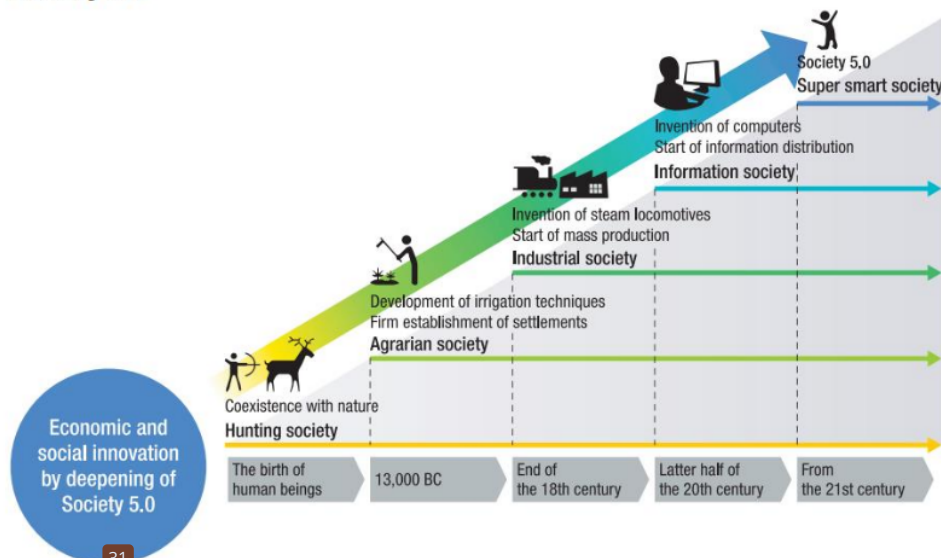 Society 5.0
Super smart society
Invention of computers
Start of information distribution
Information society
Invention of steam locomotives
Start of mass production
Industrial society
Development of irrigation techniques
Firm establishment of settlements
Agrarian society
Coexistence with nature
Hunting society
The birth of
human beings
13,000 BC
End of
the 18th century
Latter half of
the 20th century
From
the 21st century
Economic and
social innovation
by deepening of
Society 5.0
31